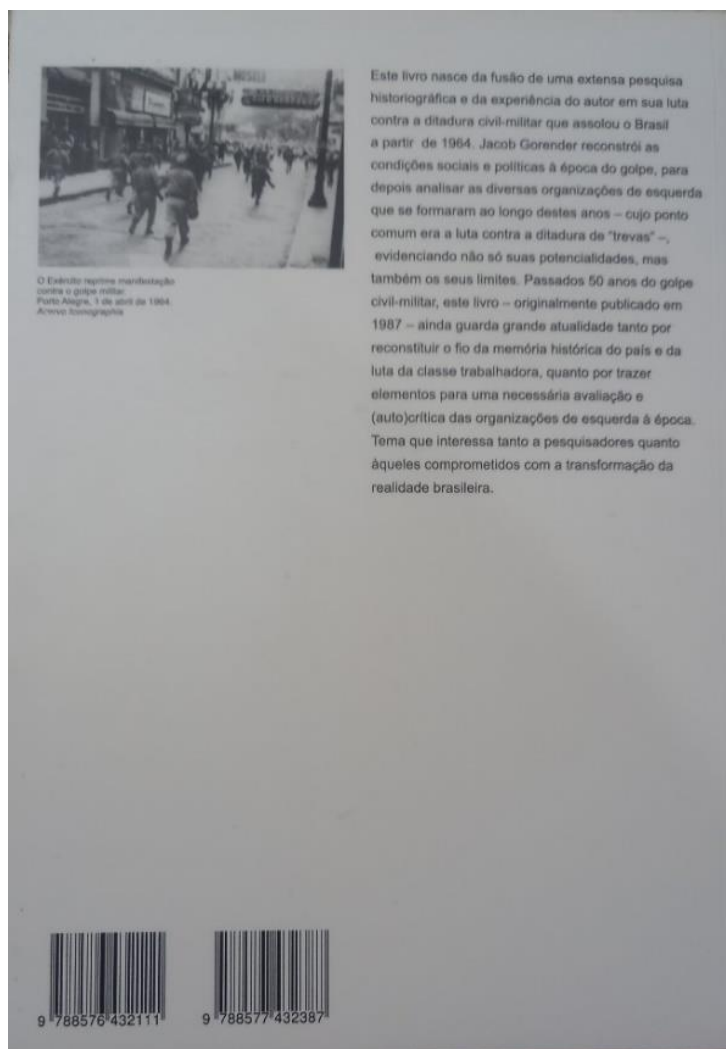 O Exército reprime manifestação
contra o golpe militar.
Porto Alegre, 1 de abril de 1964.
Arquivo Iconographia
Este livro nasce da fusão de uma extensa pesquisa
historiográfica e da experiência do autor em sua luta
contra a ditadura civil-militar que assolou o Brasil
a partir de 1964. Jacob Gorender reconstrói as
condições sociais e políticas à época do golpe, para
depois analisar as diversas organizações de esquerda
que se formaram ao longo destes anos – cujo ponto
comum era a luta contra a ditadura de "trevas" –,
evidenciando não só suas potencialidades, mas
também os seus limites. Passados 50 anos do golpe
civil-militar, este livro – originalmente publicado em
1987 – ainda guarda grande atualidade tanto por
reconstituir o fio da memória histórica do país e da
luta da classe trabalhadora, quanto por trazer
elementos para uma necessária avaliação e
(auto)crítica das organizações de esquerda à época.
Tema que interessa tanto a pesquisadores quanto
àqueles comprometidos com a transformação da
realidade brasileira.
9 788576 432111
9 788577 432387